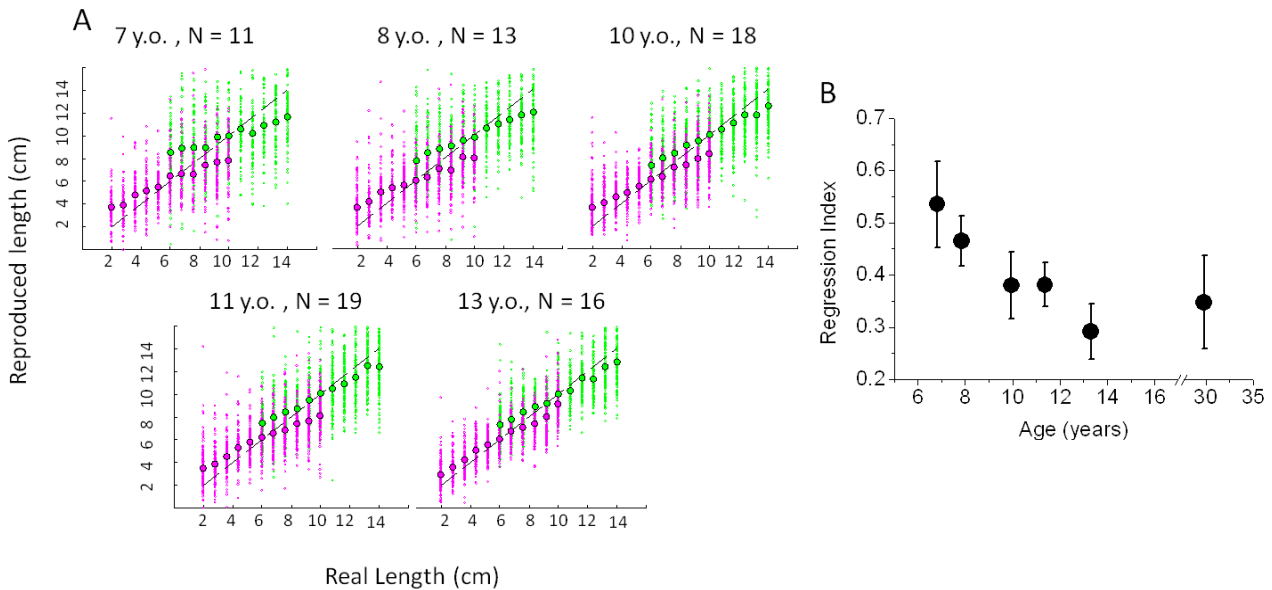 A
7 y.o. , N = 11
8 y.o. , N = 13
10 y.o., N = 18
14
12
10
8
6
4
2
2 4 6 8 10 12 14
14
12
10
8
6
4
2
2 4 6 8 10 12 14
14
12
10
8
6
4
2
2 4 6 8 10 12 14
11 y.o. , N = 19
13 y.o., N = 16
14
12
10
8
6
4
2
2 4 6 8 10 12 14
14
12
10
8
6
4
2
2 4 6 8 10 12 14
Reproduced length (cm)
Real Length (cm)
B
0.7
0.6
0.5
0.4
0.3
0.2
6 8 10 12 14 16 30 35
Regression Index
Age (years)